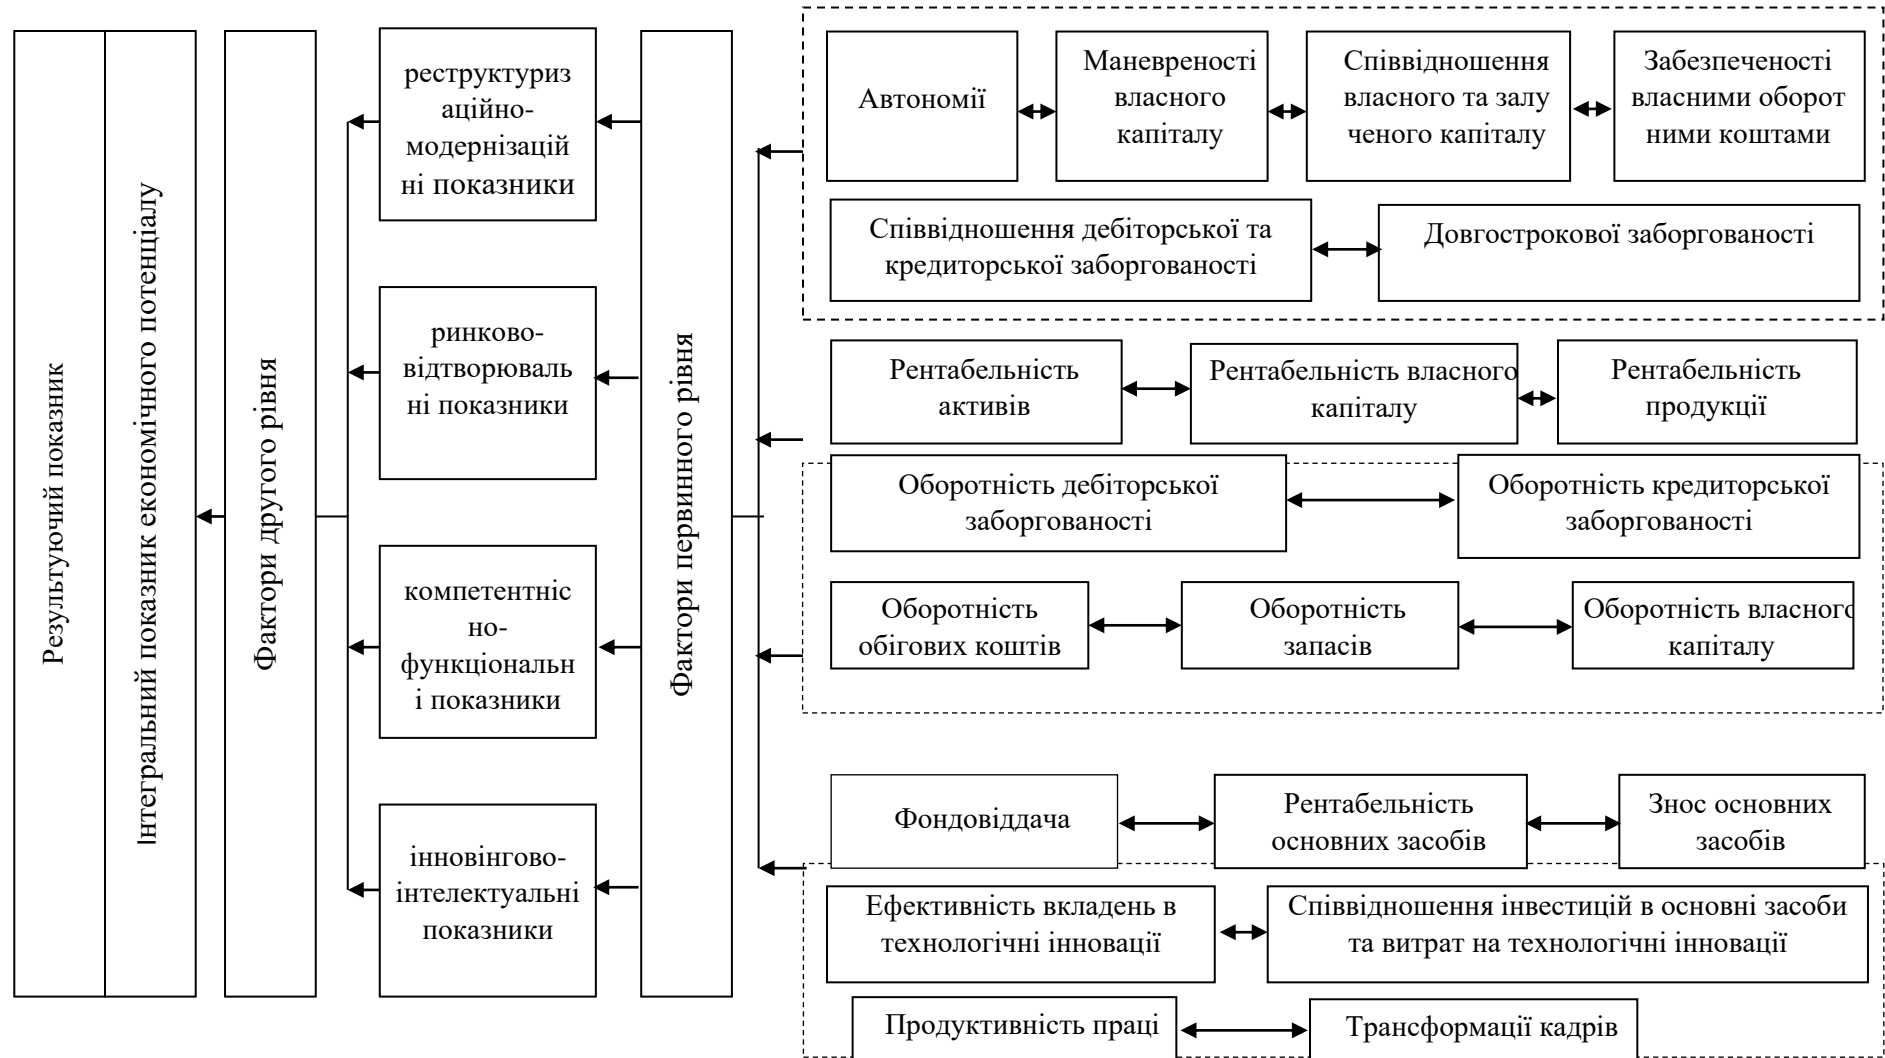 Результуючий показник
Інтегральний показник економічного потенціалу
Фактори другого рівня
реструктуриз
аційно-
модернізацій
ні показники
ринково-
відтворюваль
ні показники
компетентніс
но-
функціональн
і показники
інновінгово-
інтелектуальні
показники
Фактори первинного рівня
Автономії
Маневреності
власного
капіталу
Співвідношення
власного та залу
ченого капіталу
Забезпеченості
власними оборот
ними коштами
Співвідношення дебіторської та
кредиторської заборгованості
Довгострокової заборгованості
Рентабельність
активів
Рентабельність власного
капіталу
Рентабельність
продукції
Оборотність дебіторської
заборгованості
Оборотність кредиторської
заборгованості
Оборотність
обігових коштів
Оборотність
запасів
Оборотність власного
капіталу
Фондовіддача
Рентабельність
основних засобів
Знос основних
засобів
Ефективність вкладень в
технологічні інновації
Співвідношення інвестицій в основні засоби
та витрат на технологічні інновації
Продуктивність праці
Трансформації кадрів